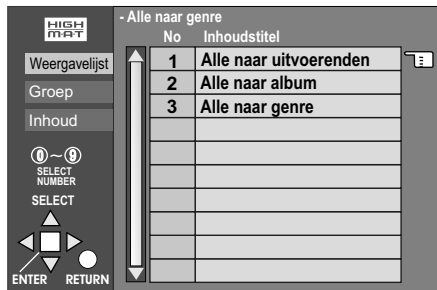 HIGH
M.A.T
- Alle naar genre
No Inhoudstitel
Weergavelijst
Groep
Inhoud
1 Alle naar uitvoerenden
2 Alle naar album
3 Alle naar genre
0 ~ 9
SELECT
NUMBER
SELECT
ENTER RETURN